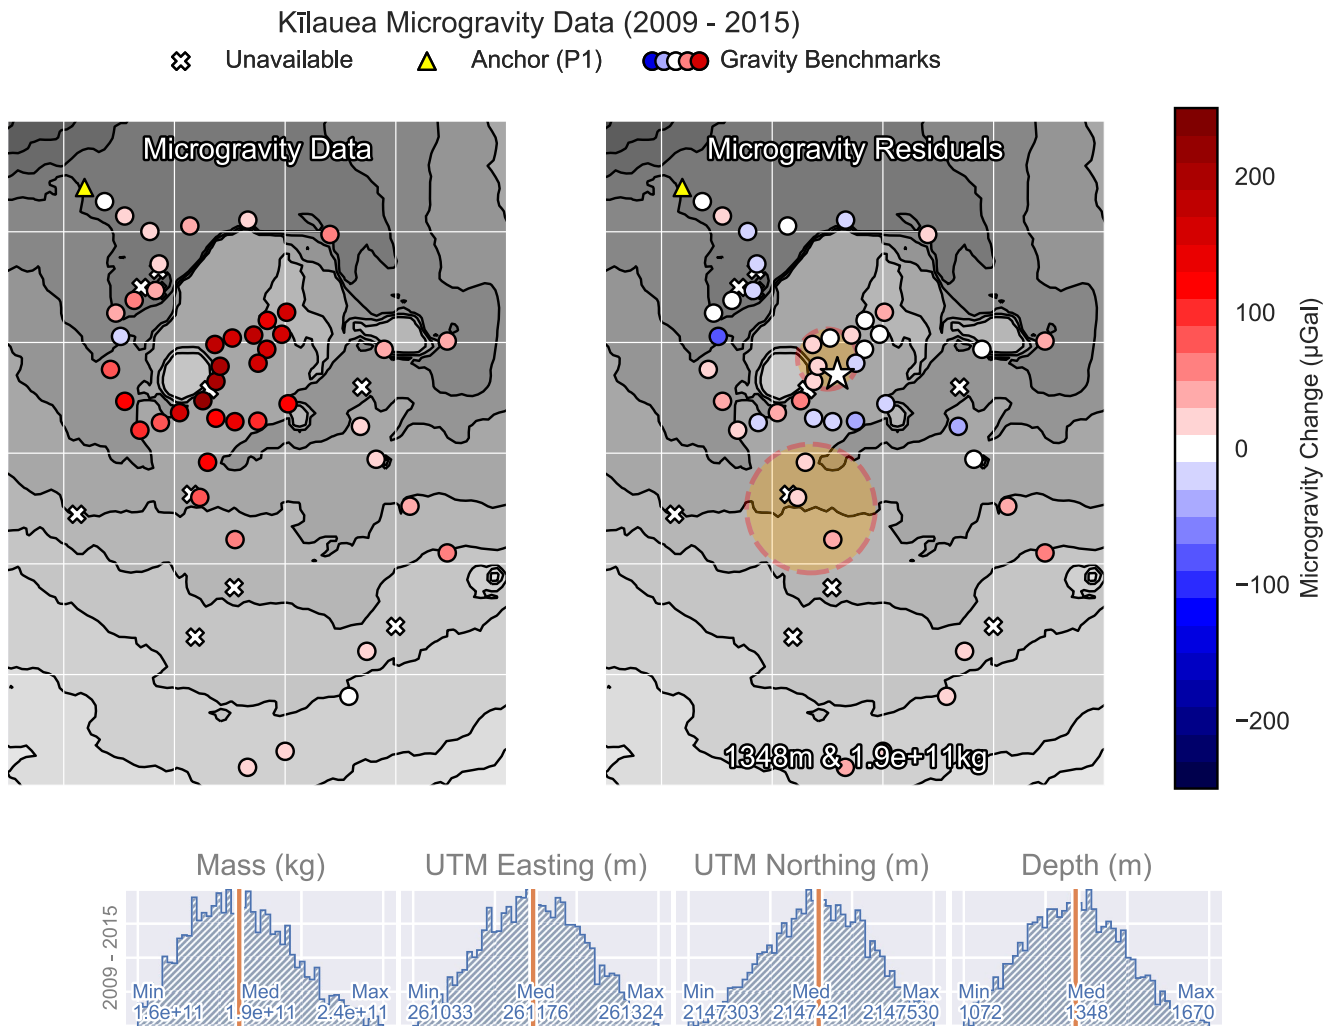 Kīlauea Microgravity Data (2009 - 2015)
Unavailable Anchor (P1) Gravity Benchmarks
Microgravity Data
Microgravity Residuals
1348m & 1.9e+11kg
200
100
0
−100
−200
Microgravity Change (µGal)
Mass (kg) UTM Easting (m) UTM Northing (m) Depth (m)
2009 - 2015
Min Med Max Min Med Max Min Med Max Min Med Max
1.6e+11 1.9e+11 2.4e+11 261033 261176 261324 2147303 2147421 2147530 1072 1348 1670